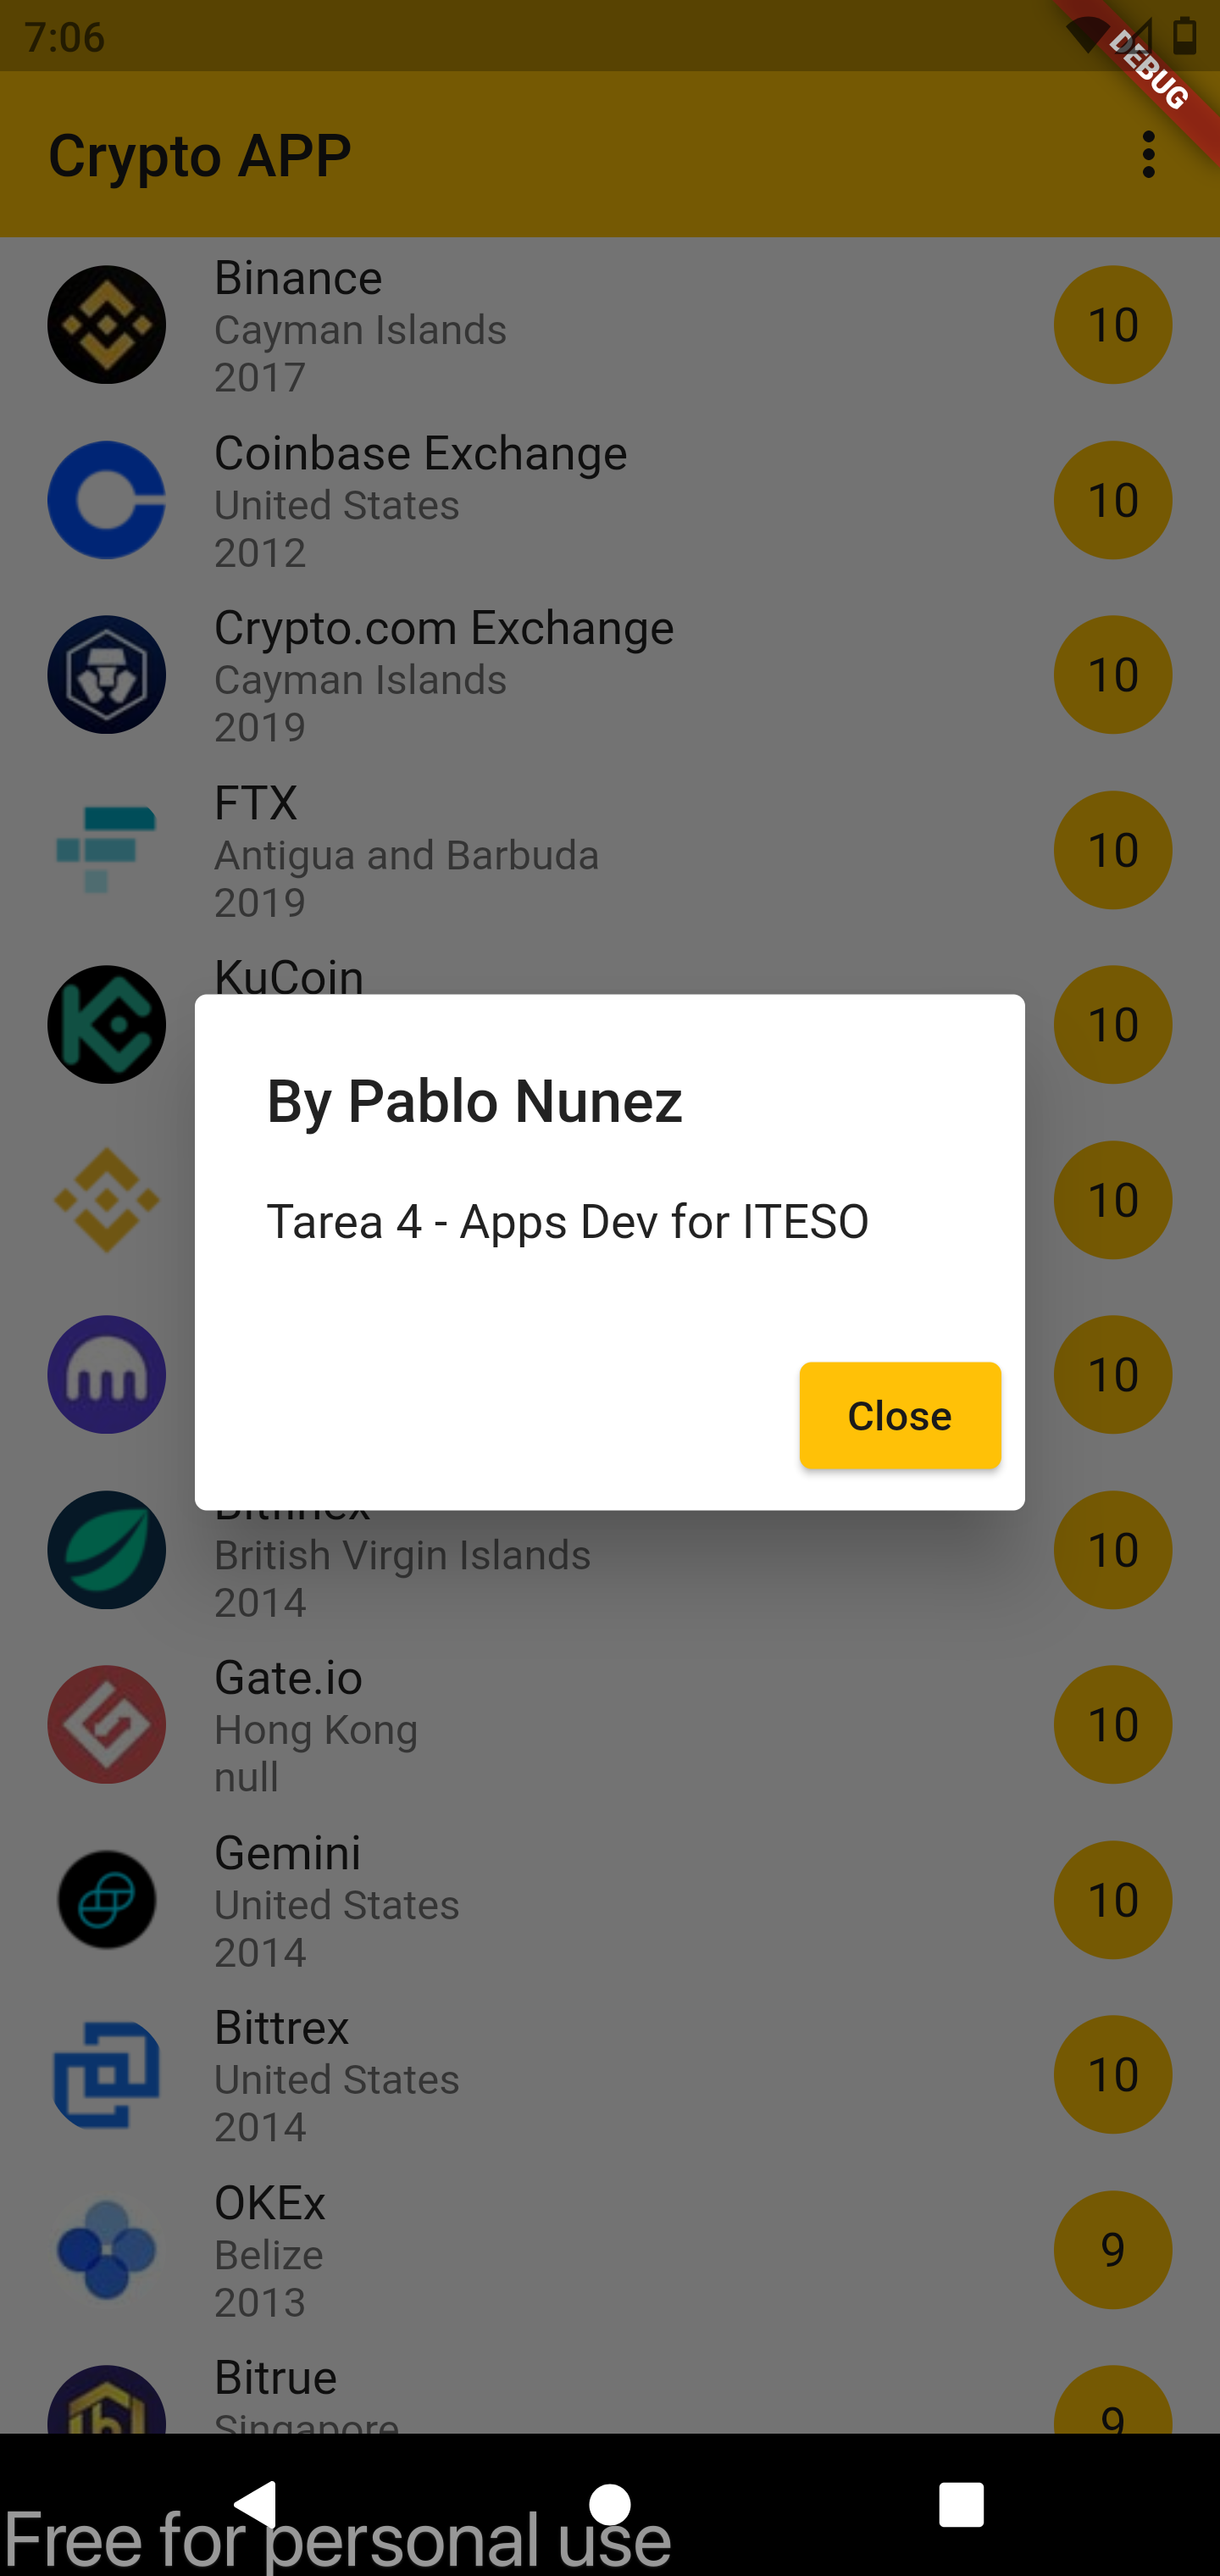 7:06
DEBUG
Crypto APP
Binance
Cayman Islands
2017
10
Coinbase Exchange
United States
2012
10
Crypto.com Exchange
Cayman Islands
2019
10
FTX
Antigua and Barbuda
2019
10
KuCoin
10
By Pablo Nunez
Tarea 4 - Apps Dev for ITESO
10
10
Close
British Virgin Islands
2014
10
Gate.io
Hong Kong
null
10
Gemini
United States
2014
10
Bittrex
United States
2014
10
OKEx
Belize
2013
9
Bitrue
Singapore
9
Free for personal use